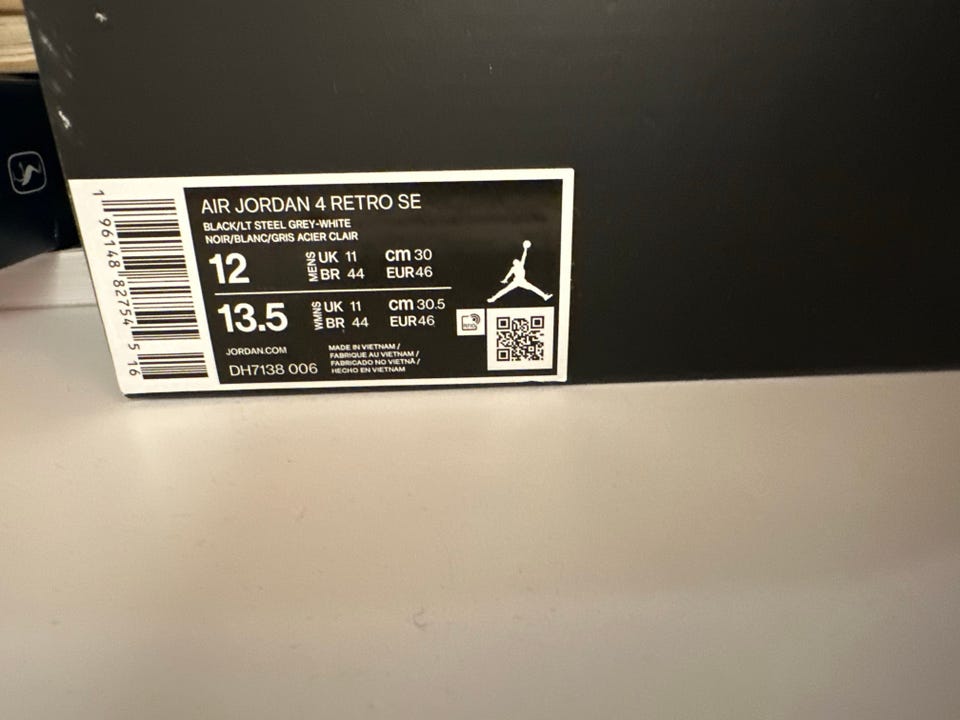 AIR JORDAN 4 RETRO SE
BLACK/LT STEEL GREY-WHITE
NOIR/BLANC/GRIS ACIER CLAIR
12 MENS UK 11 cm 30
BR 44 EUR 46
13.5 WMNS UK 11 cm 30.5
BR 44 EUR 46
JORDAN.COM
DH7138 006
MADE IN VIETNAM /
FABRIQUE AU VIETNAM /
FABRICADO NO VIETNÃ /
HECHO EN VIETNAM
RFID
1 96148 82754 5 16